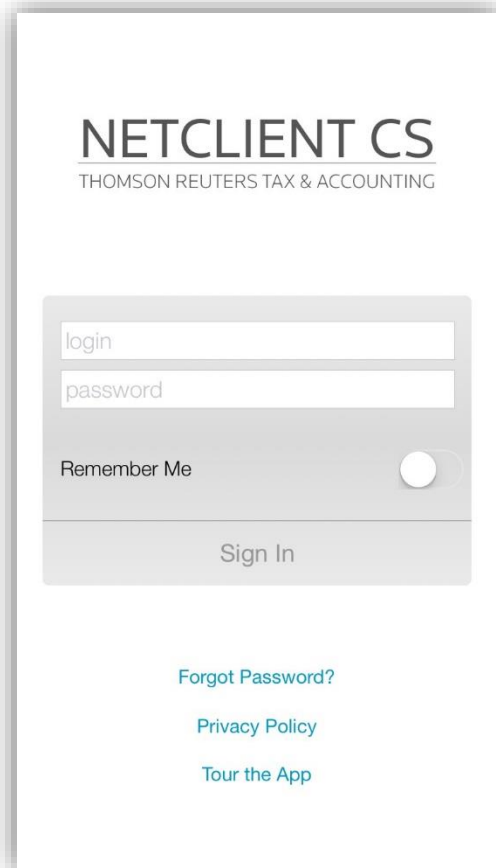 NETCLIENT CS
THOMSON REUTERS TAX & ACCOUNTING
login
password
Remember Me
Sign In
Forgot Password?
Privacy Policy
Tour the App